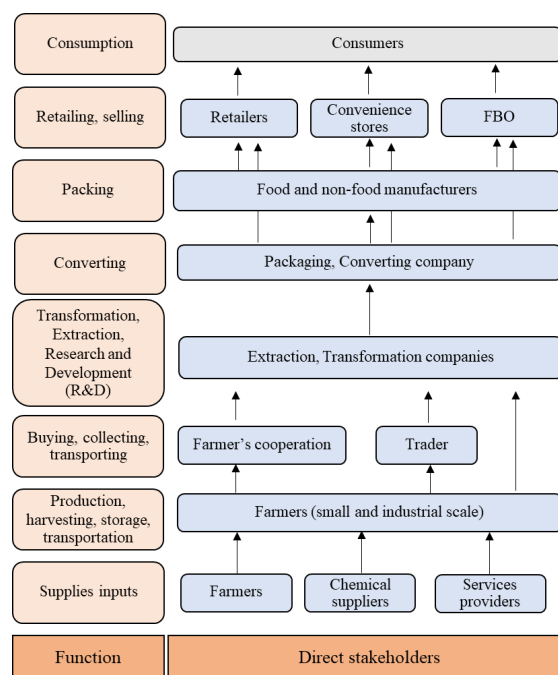 Consumption
Consumers
Retailing, selling
Retailers
Convenience
stores
FBO
Packing
Food and non-food manufacturers
Converting
Packaging, Converting company
Transformation,
Extraction,
Research and
Development
(R&D)
Extraction, Transformation companies
Buying, collecting,
transporting
Farmer's cooperation
Trader
Production,
harvesting, storage,
transportation
Farmers (small and industrial scale)
Supplies inputs
Farmers
Chemical
suppliers
Services
providers
Function
Direct stakeholders